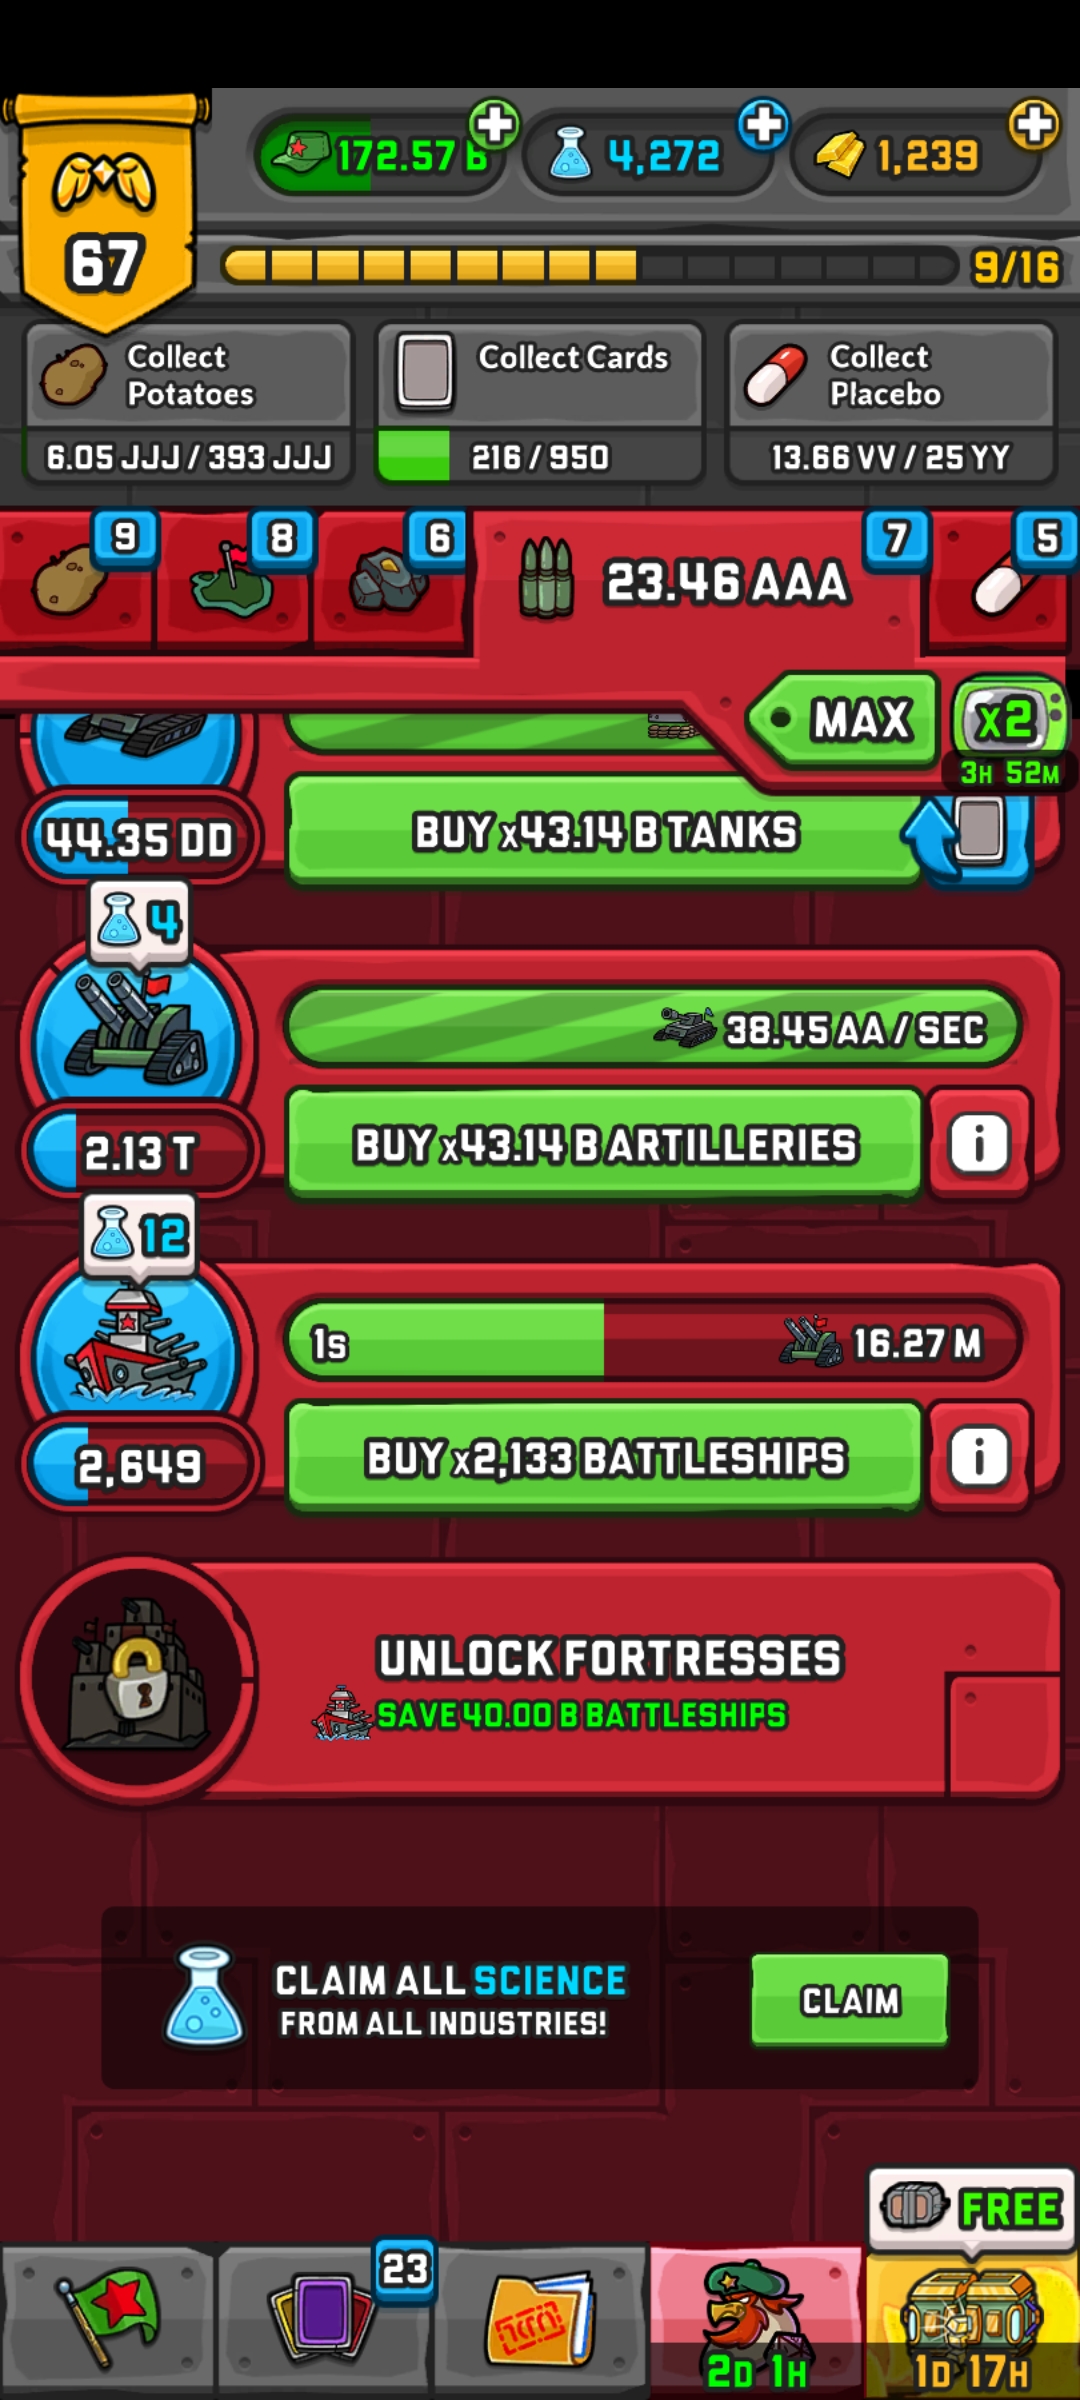 172.57 B
4,272
1,239
67
9/16
Collect
Potatoes
6.05 JJJ / 393 JJJ
Collect Cards
216 / 950
Collect
Placebo
13.66 VV / 25 YY
9
8
6
23.46 AAA
7
5
MAX
x2
3H 52M
44.35 DD
BUY x43.14 B TANKS
4
38.45 AA / SEC
2.13 T
BUY x43.14 B ARTILLERIES
i
12
1s
16.27 M
2,649
BUY x2,133 BATTLESHIPS
i
UNLOCK FORTRESSES
SAVE 40.00 B BATTLESHIPS
CLAIM ALL SCIENCE
FROM ALL INDUSTRIES!
CLAIM
FREE
23
2D 1H
1D 17H